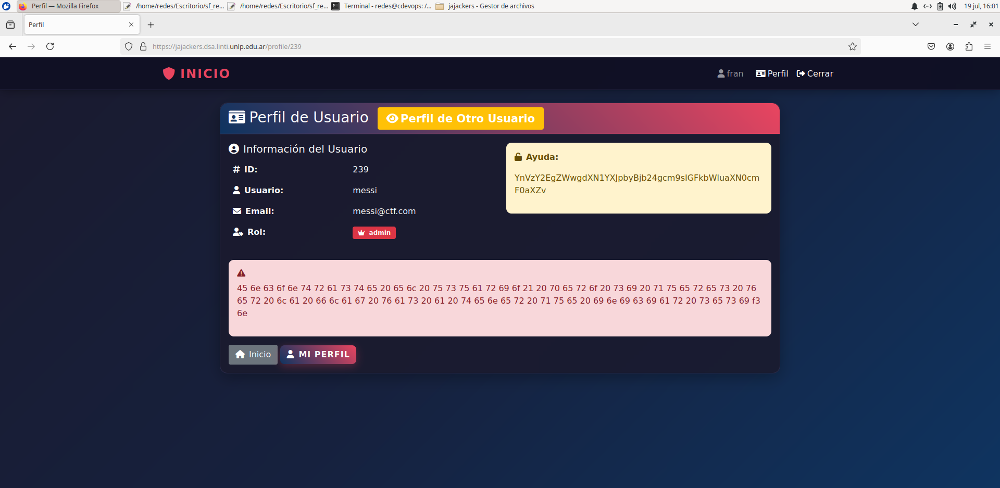 Perfil — Mozilla Firefox
/home/redes/Escritorio/sf_re...
/home/redes/Escritorio/sf_re...
Terminal - redes@cdevops: /...
jajackers - Gestor de archivos
19 jul, 16:01
Perfil
https://jajackers.dsa.linti.unlp.edu.ar/profile/239
INICIO
fran
Perfil
Cerrar
Perfil de Usuario
Perfil de Otro Usuario
Información del Usuario
ID:
239
Usuario:
messi
Email:
messi@ctf.com
Rol:
admin
Ayuda:
YnVzY2EgZWwgdXN1YXJpbyBjb24gcm9sIGFkbWluaXN0cm
F0aXZv
45 6e 63 6f 6e 74 72 61 73 74 65 20 65 6c 20 75 73 75 61 72 69 6f 21 20 70 65 72 6f 20 73 69 20 71 75 65 72 65 73 20 76
65 72 20 6c 61 20 66 6c 61 67 20 76 61 73 20 61 20 74 65 6e 65 72 20 71 75 65 20 69 6e 69 63 69 61 72 20 73 65 73 69 f3
6e
Inicio
MI PERFIL